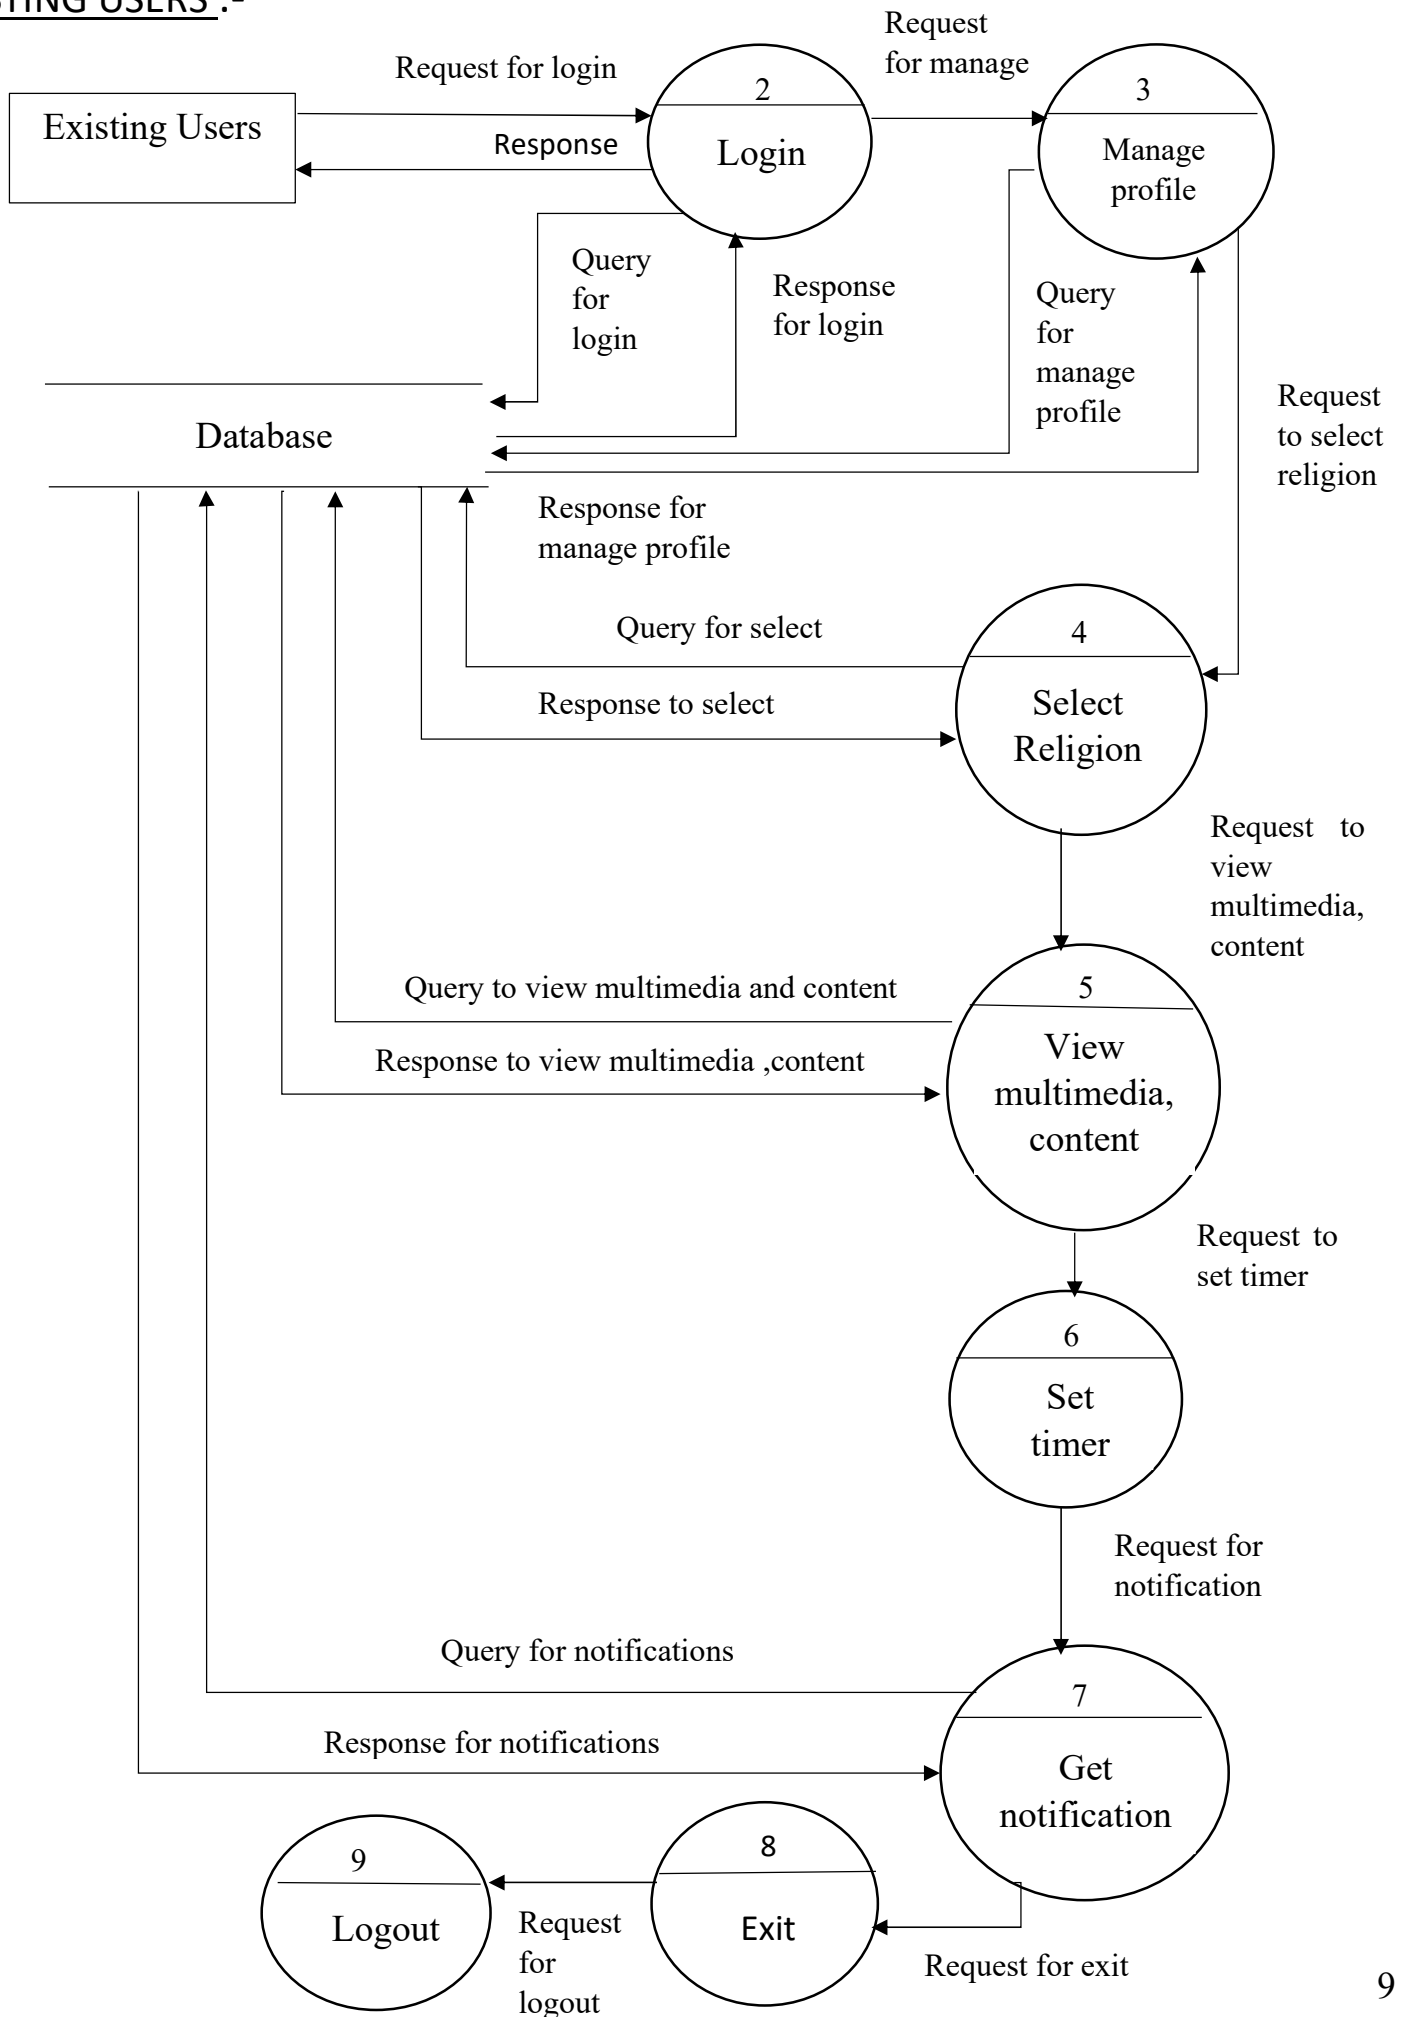 STING USERS :-
Request
for manage
Request for login
2
3
Existing Users
Response
Login
Manage
profile
Query
for
login
Response
for login
Query
for
manage
profile
Request
to select
religion
Database
Response for
manage profile
Query for select
4
Response to select
Select
Religion
Request to
view
multimedia,
content
Query to view multimedia and content
5
Response to view multimedia ,content
View
multimedia,
content
Request to
set timer
6
Set
timer
Request for
notification
Query for notifications
7
Response for notifications
Get
notification
9
8
Logout
Request
for
logout
Exit
Request for exit
9